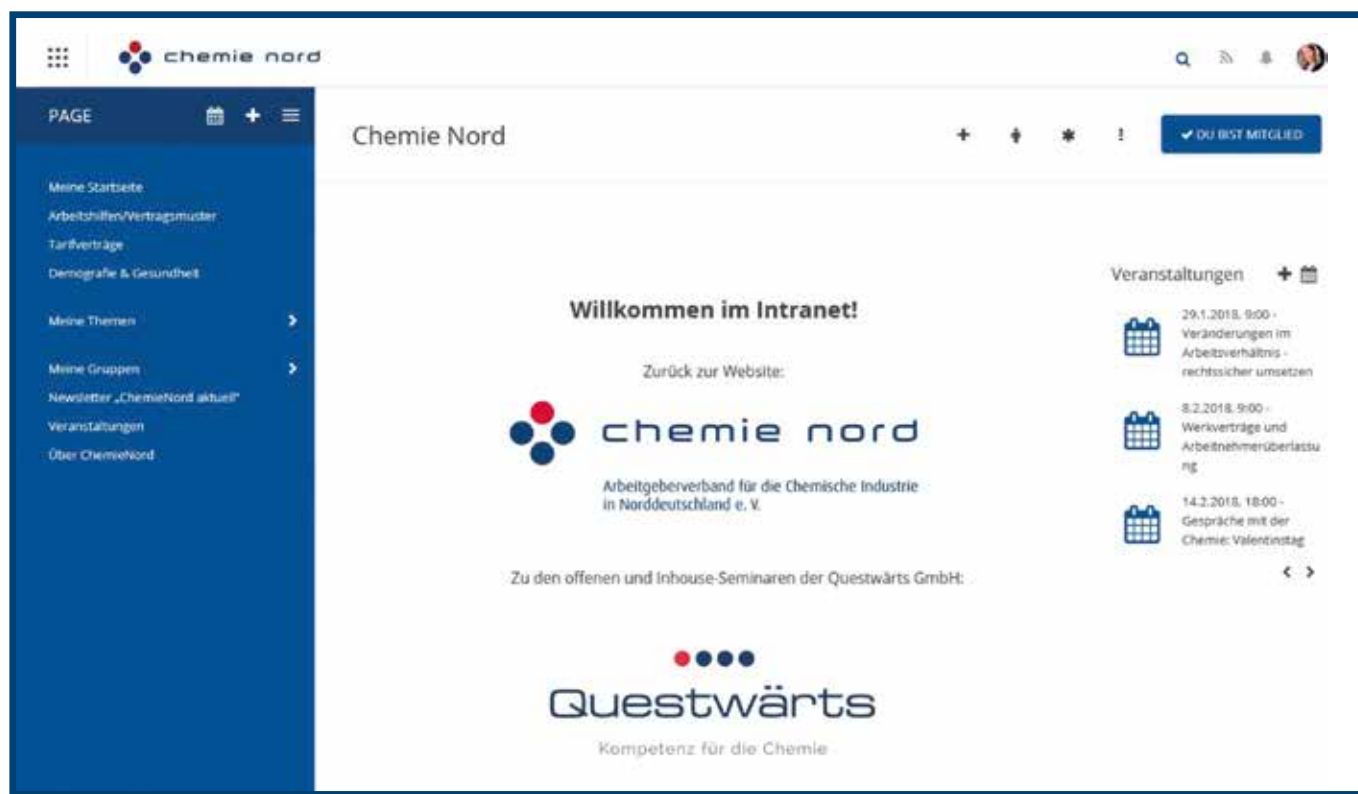 chemie nord
PAGE
Meine Startseite
Arbeitshilfen/Vertragsmuster
Tarifverträge
Demografie & Gesundheit
Meine Themen
Meine Gruppen
Newsletter „ChemieNord aktuell"
Veranstaltungen
Über ChemieNord
Chemie Nord
DU BIST MITGLIED
Willkommen im Intranet!
Zurück zur Website:
chemie nord
Arbeitgeberverband für die Chemische Industrie
in Norddeutschland e. V.
Zu den offenen und Inhouse-Seminaren der Questwärts GmbH:
Questwärts
Kompetenz für die Chemie
Veranstaltungen
29.1.2018, 9:00 -
Veränderungen im
Arbeitsverhältnis -
rechtssicher umsetzen
8.2.2018, 9:00 -
Werkverträge und
Arbeitnehmerüberlassu
ng
14.2.2018, 18:00 -
Gespräche mit der
Chemie: Valentinstag